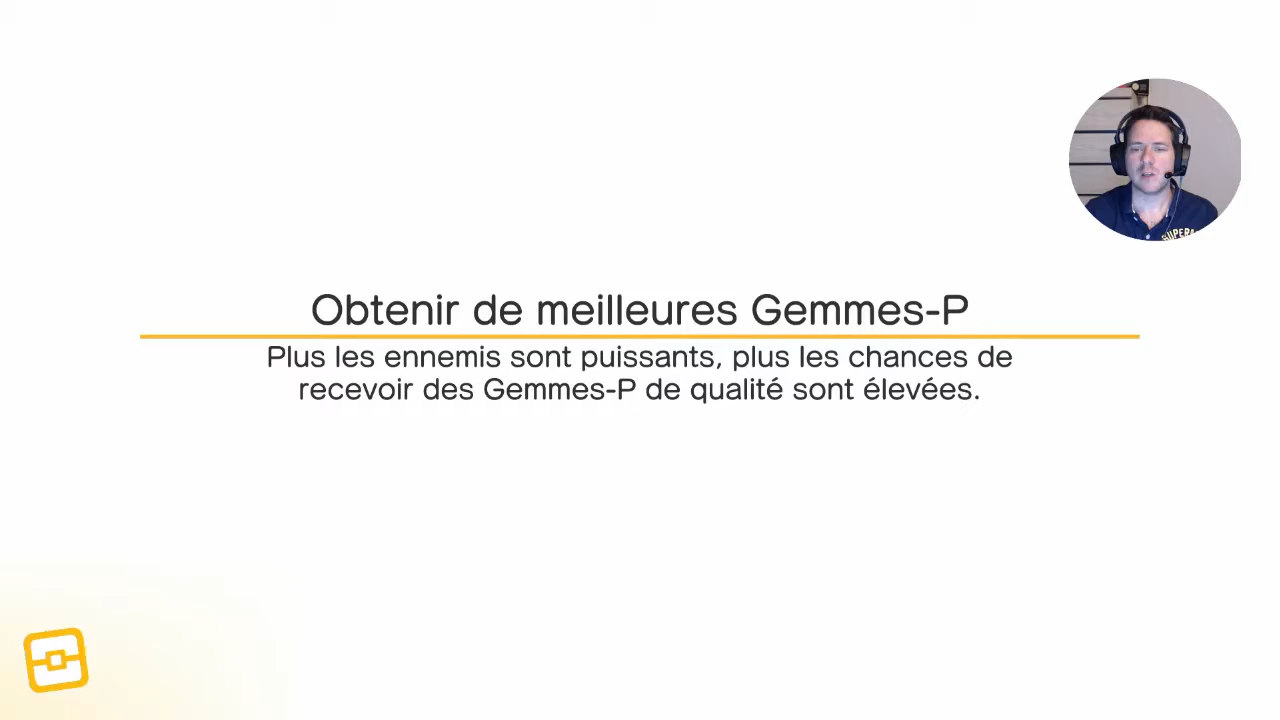 Obtenir de meilleures Gemmes-P
Plus les ennemis sont puissants, plus les chances de
recevoir des Gemmes-P de qualité sont élevées.